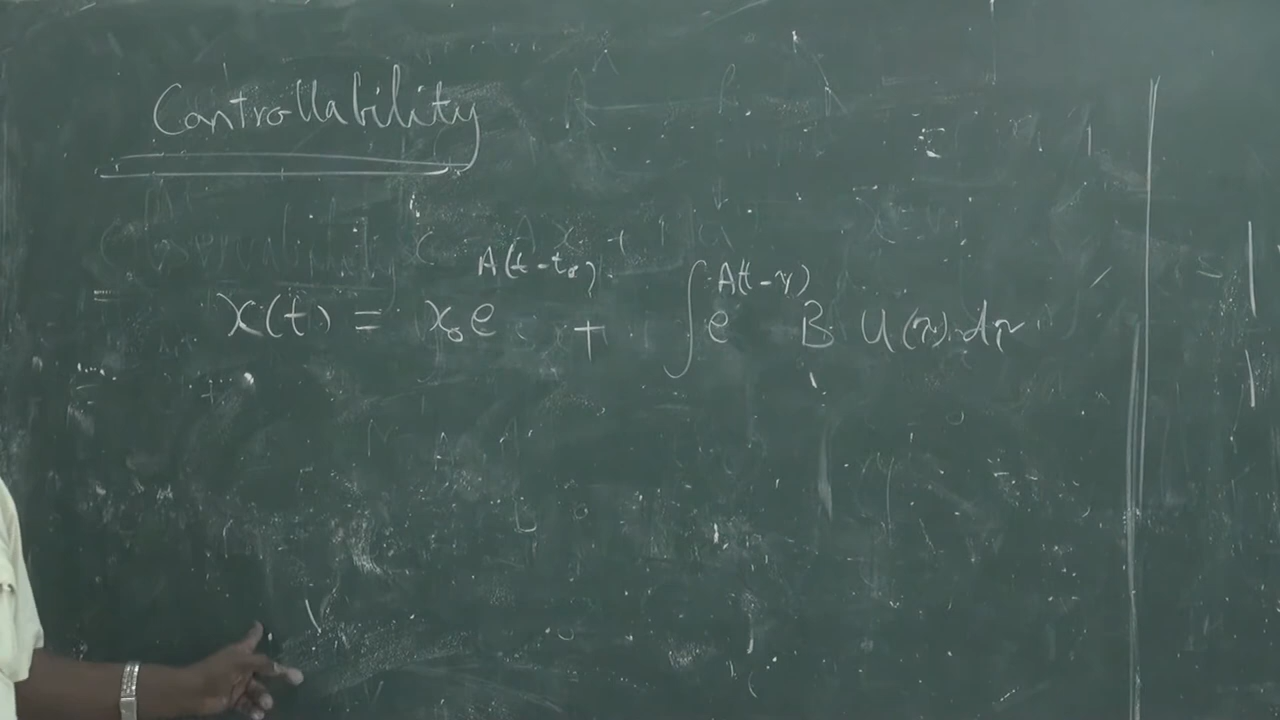 Controllability
x(t) = x₀e^{A(t-t₀)} + ∫e^{A(t-τ)} B u(τ).dτ